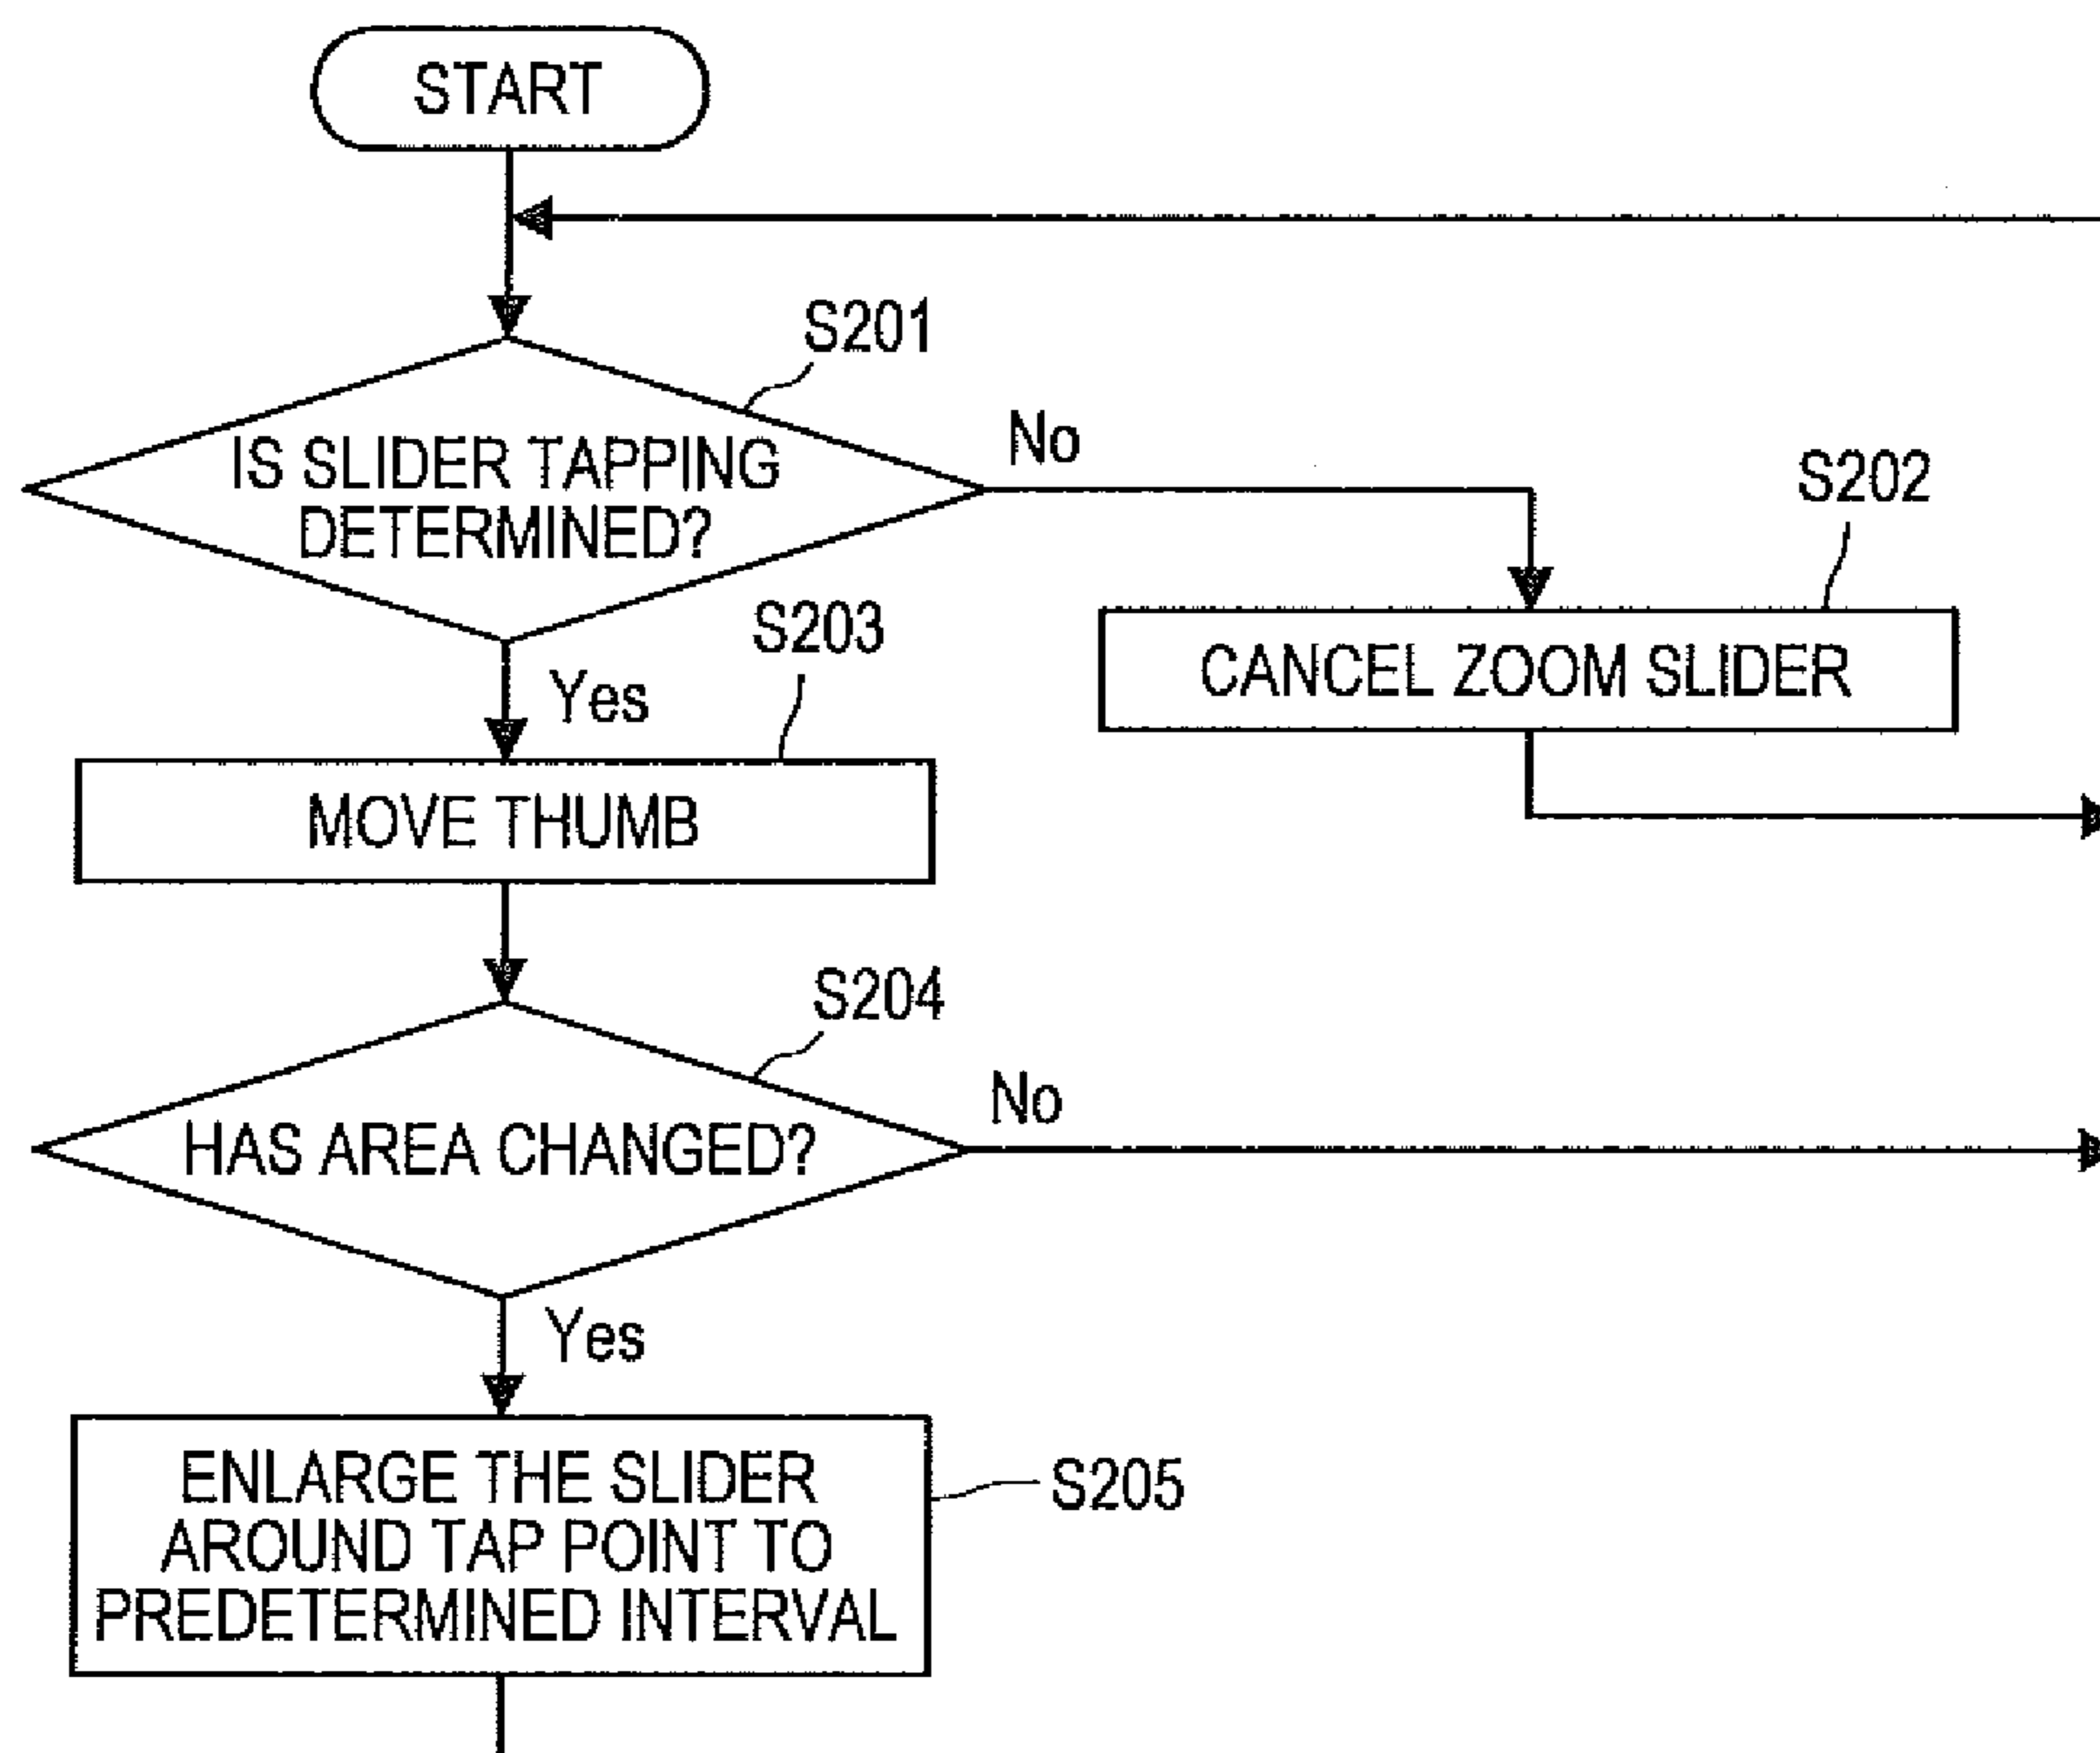 START
S201
IS SLIDER TAPPING
DETERMINED?
No
S202
CANCEL ZOOM SLIDER
Yes
S203
MOVE THUMB
S204
HAS AREA CHANGED?
No
Yes
ENLARGE THE SLIDER
AROUND TAP POINT TO
PREDETERMINED INTERVAL
S205